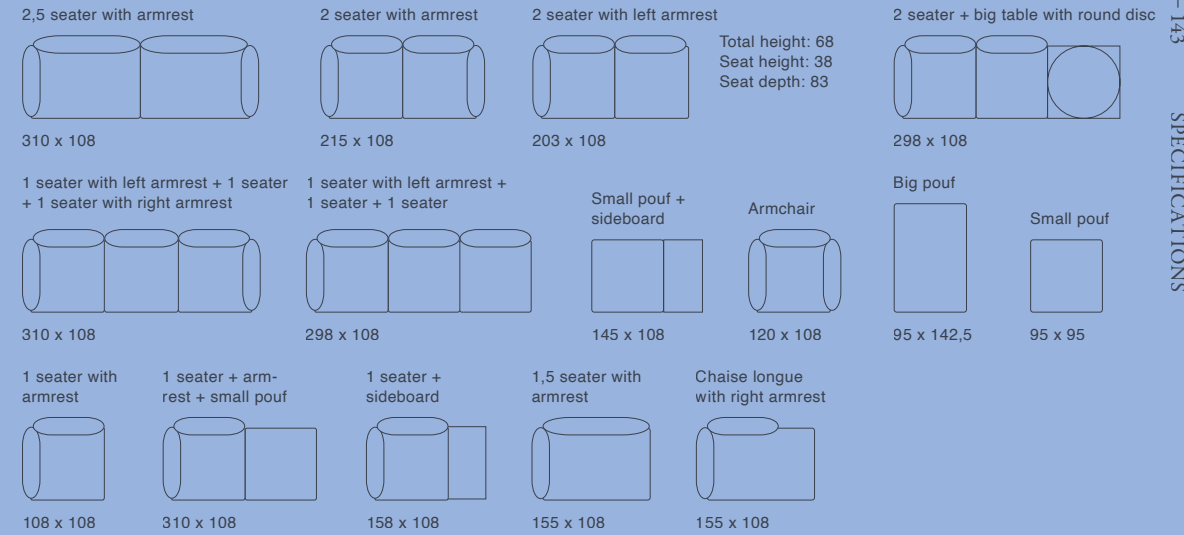 2,5 seater with armrest
310 x 108
2 seater with armrest
215 x 108
2 seater with left armrest
203 x 108
Total height: 68
Seat height: 38
Seat depth: 83
2 seater + big table with round disc
298 x 108
1 seater with left armrest + 1 seater
+ 1 seater with right armrest
310 x 108
1 seater with left armrest +
1 seater + 1 seater
298 x 108
Small pouf +
sideboard
145 x 108
Armchair
120 x 108
Big pouf
95 x 142,5
Small pouf
95 x 95
1 seater with
armrest
108 x 108
1 seater + arm-
rest + small pouf
310 x 108
1 seater +
sideboard
158 x 108
1,5 seater with
armrest
155 x 108
Chaise longue
with right armrest
155 x 108
– 143 SPECIFICATIONS